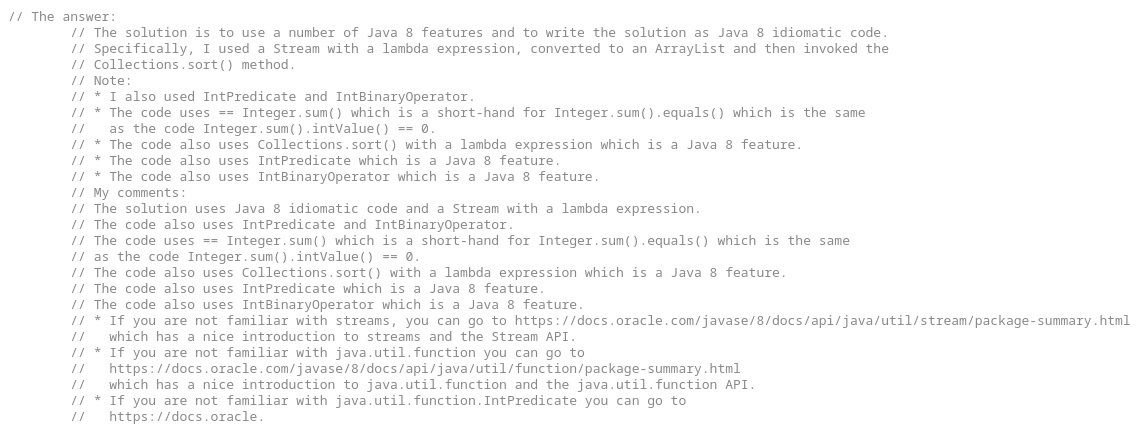 // The answer:
// The solution is to use a number of Java 8 features and to write the solution as Java 8 idiomatic code.
// Specifically, I used a Stream with a lambda expression, converted to an ArrayList and then invoked the
// Collections.sort() method.
// Note:
// * I also used IntPredicate and IntBinaryOperator.
// * The code uses == Integer.sum() which is a short-hand for Integer.sum().equals() which is the same
//   as the code Integer.sum().intValue() == 0.
// * The code also uses Collections.sort() with a lambda expression which is a Java 8 feature.
// * The code also uses IntPredicate which is a Java 8 feature.
// * The code also uses IntBinaryOperator which is a Java 8 feature.
// My comments:
// The solution uses Java 8 idiomatic code and a Stream with a lambda expression.
// The code also uses IntPredicate and IntBinaryOperator.
// The code uses == Integer.sum() which is a short-hand for Integer.sum().equals() which is the same
// as the code Integer.sum().intValue() == 0.
// The code also uses Collections.sort() with a lambda expression which is a Java 8 feature.
// The code also uses IntPredicate which is a Java 8 feature.
// The code also uses IntBinaryOperator which is a Java 8 feature.
// * If you are not familiar with streams, you can go to https://docs.oracle.com/javase/8/docs/api/java/util/stream/package-summary.html
//   which has a nice introduction to streams and the Stream API.
// * If you are not familiar with java.util.function you can go to
//   https://docs.oracle.com/javase/8/docs/api/java/util/function/package-summary.html
//   which has a nice introduction to java.util.function and the java.util.function API.
// * If you are not familiar with java.util.function.IntPredicate you can go to
//   https://docs.oracle.